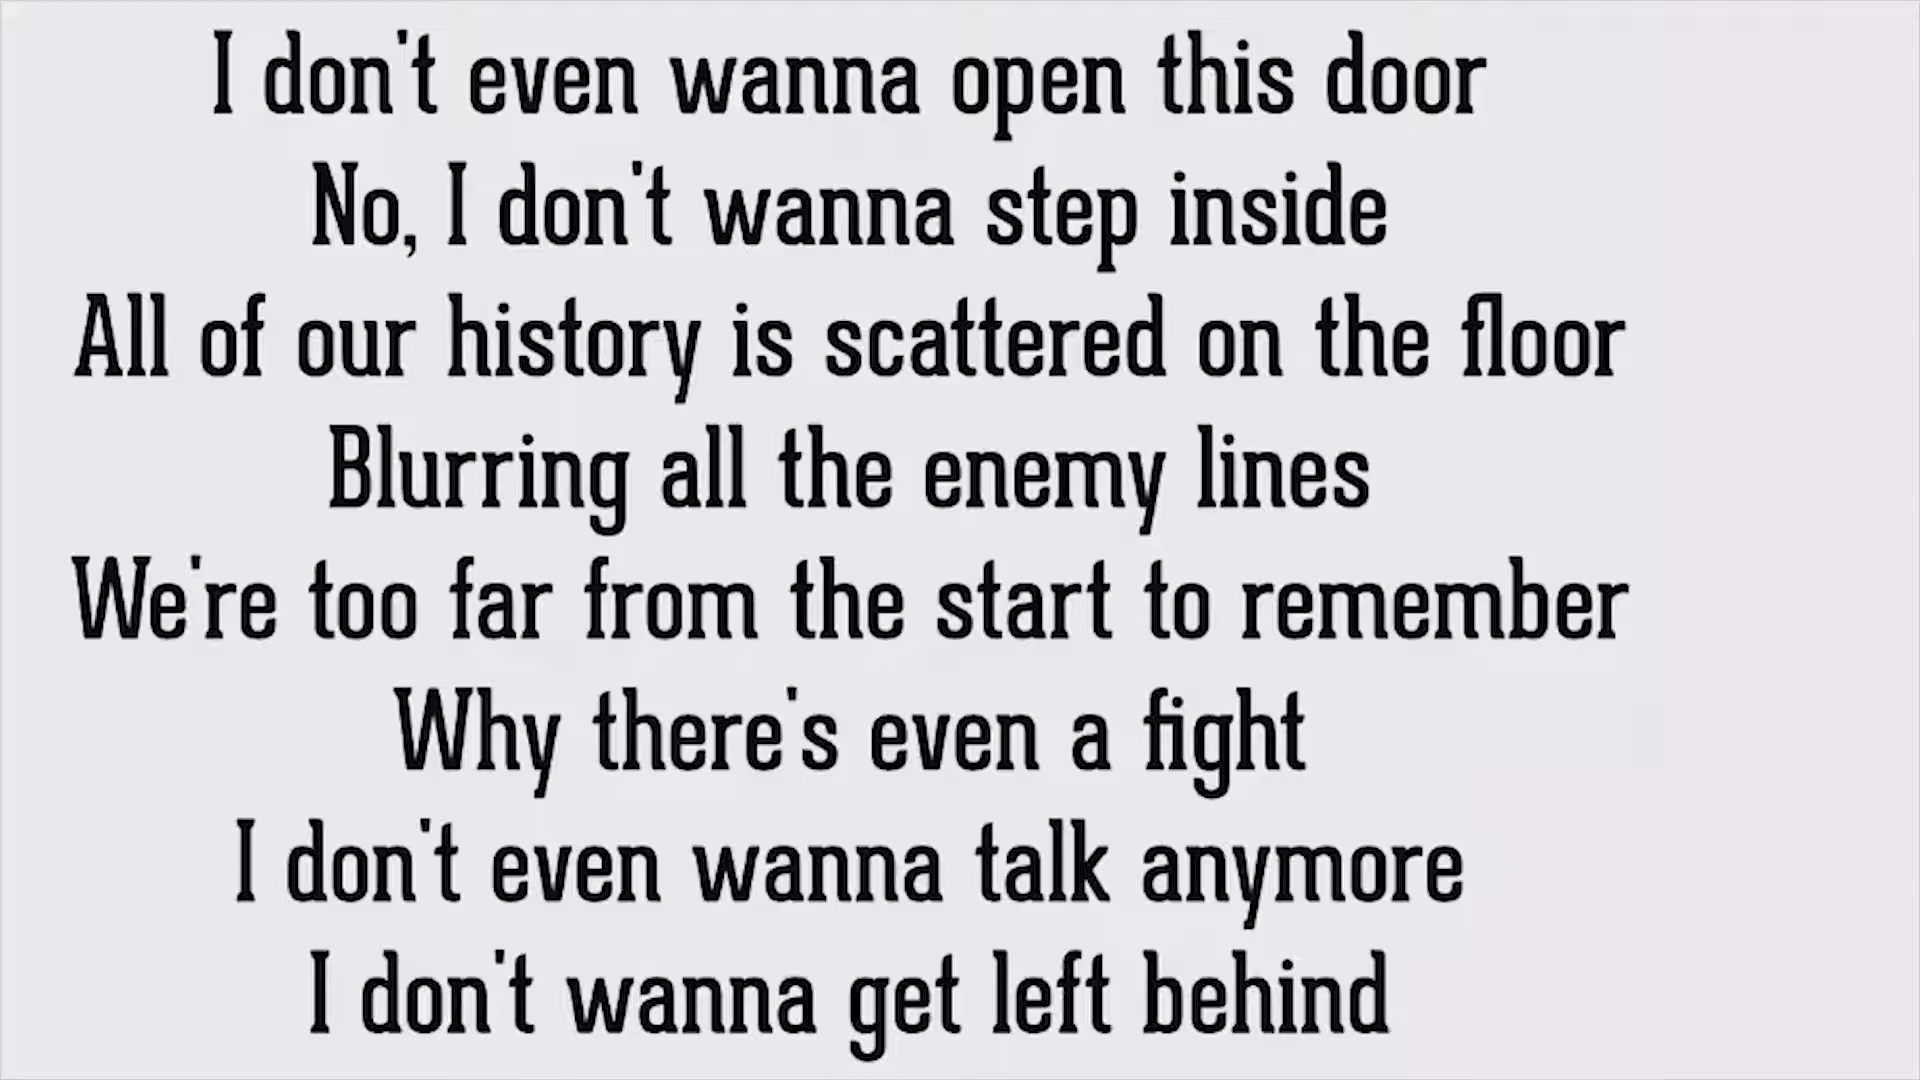 I don't even wanna open this door
No, I don't wanna step inside
All of our history is scattered on the floor
Blurring all the enemy lines
We're too far from the start to remember
Why there's even a fight
I don't even wanna talk anymore
I don't wanna get left behind